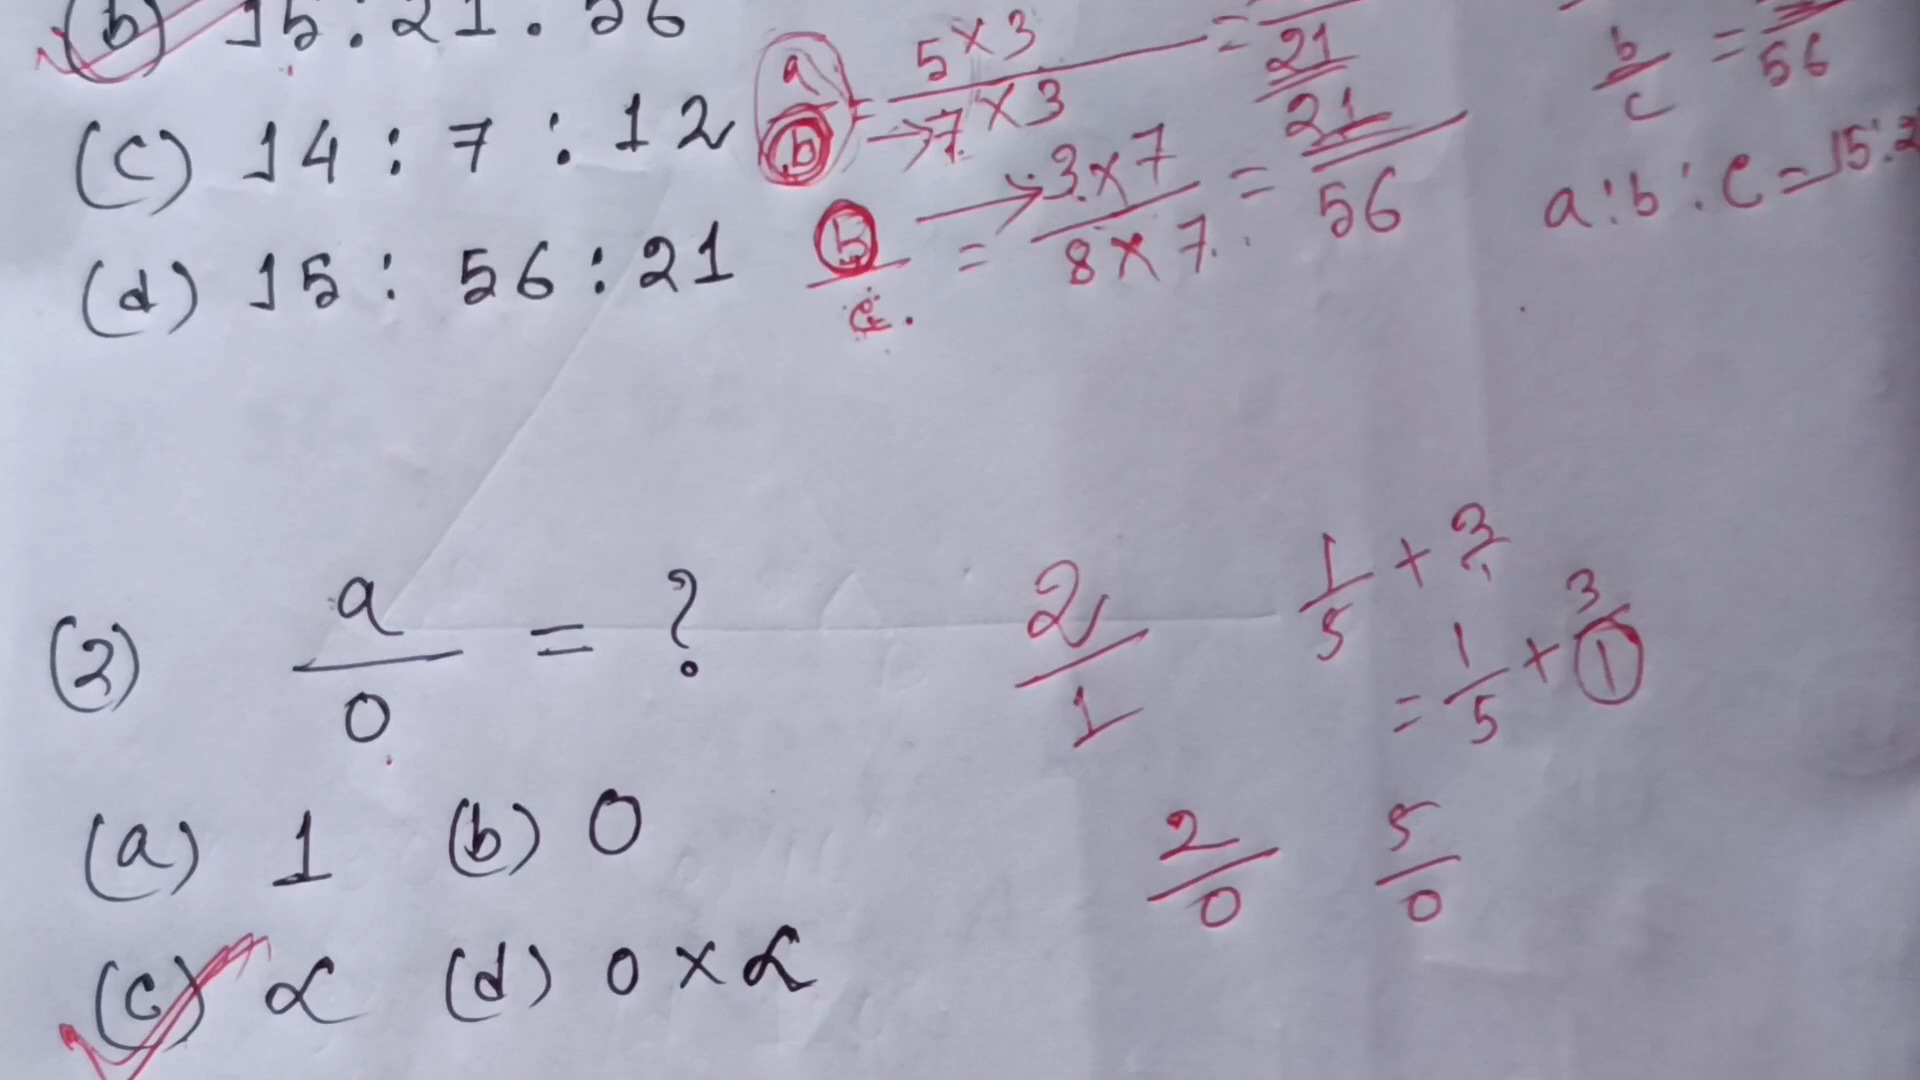 (b) 15 : 21 : 56
(c) 14 : 7 : 12
(d) 15 : 56 : 21
a/b = 5×3/7×3 = /21
b/c = 3×7/8×7 = 21/56
b/c = /56
a : b : c = 15 : 2
(2) a/0 = ?
(a) 1 (b) 0
(c) ∝ (d) 0 × ∝
2/1
1/5 + 3
= 1/5 + 3/1
2/0 5/0